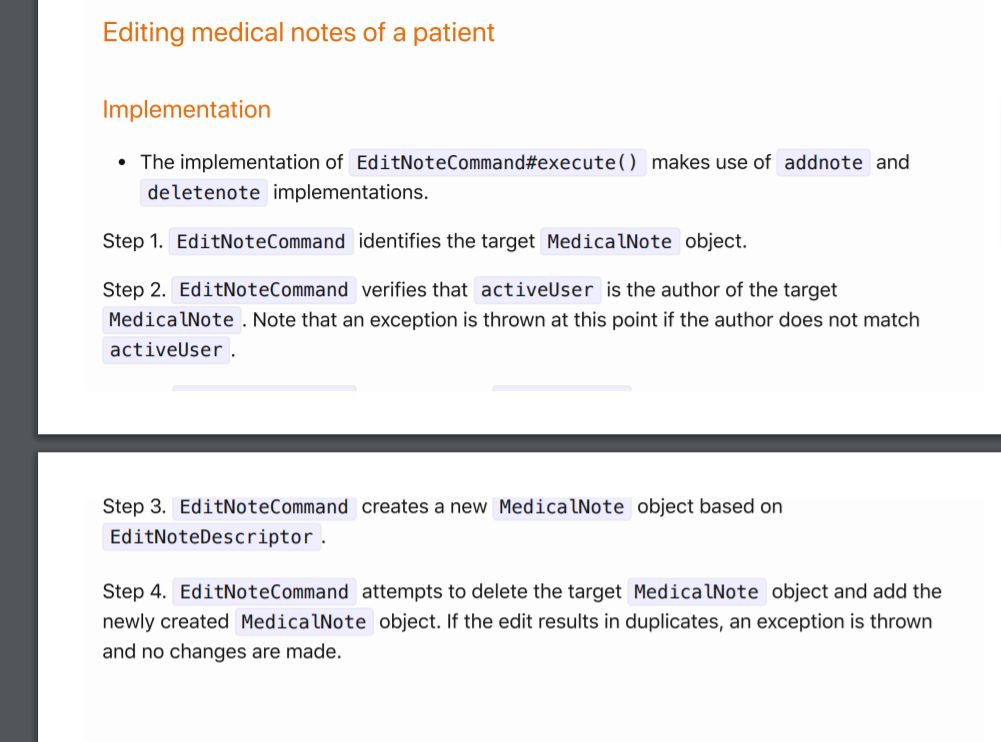 Editing medical notes of a patient
Implementation
• The implementation of EditNoteCommand#execute() makes use of addnote and
deletenote implementations.
Step 1. EditNoteCommand identifies the target MedicalNote object.
Step 2. EditNoteCommand verifies that activeUser is the author of the target
MedicalNote . Note that an exception is thrown at this point if the author does not match
activeUser .
Step 3. EditNoteCommand creates a new MedicalNote object based on
EditNoteDescriptor .
Step 4. EditNoteCommand attempts to delete the target MedicalNote object and add the
newly created MedicalNote object. If the edit results in duplicates, an exception is thrown
and no changes are made.